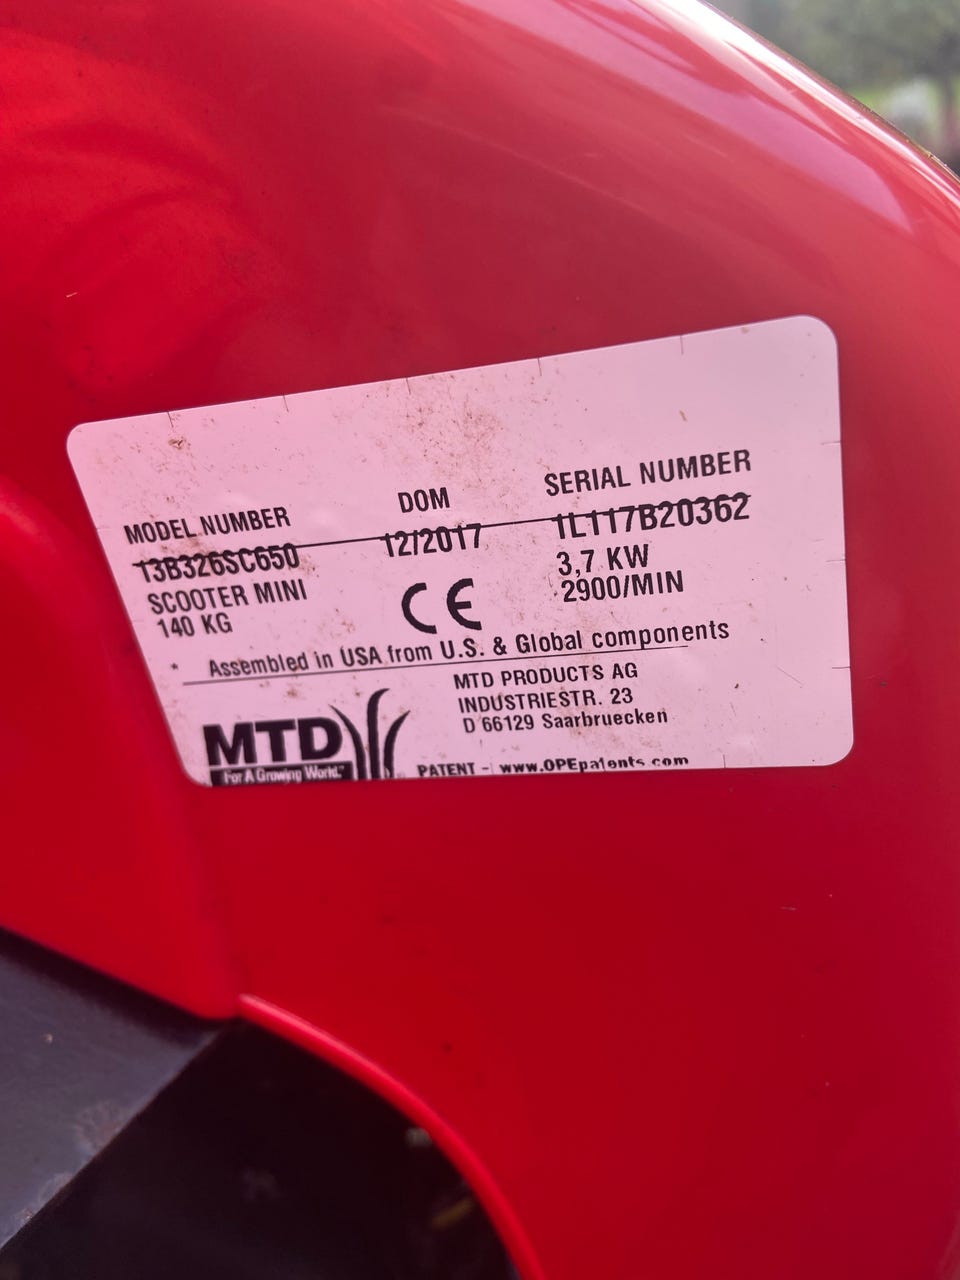 MODEL NUMBER DOM SERIAL NUMBER
13B326SC650 12/2017 1L117B20362
SCOOTER MINI 3,7 KW
140 KG CE 2900/MIN
* Assembled in USA from U.S. & Global components
MTD PRODUCTS AG
INDUSTRIESTR. 23
D 66129 Saarbruecken
MTD
For A Growing World.™
PATENT - www.OPEpatents.com